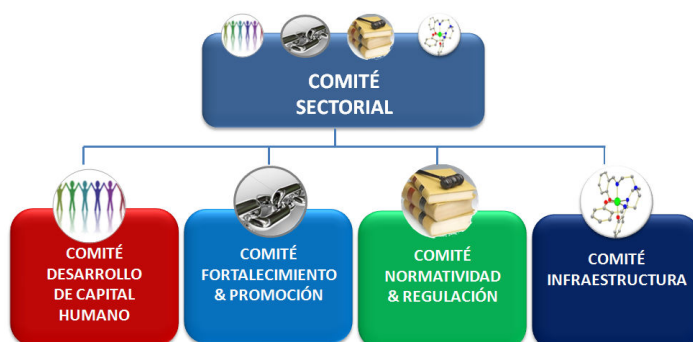 COMITÉ
SECTORIAL
COMITÉ
DESARROLLO
DE CAPITAL
HUMANO
COMITÉ
FORTALECIMIENTO
& PROMOCIÓN
COMITÉ
NORMATIVIDAD
& REGULACIÓN
COMITÉ
INFRAESTRUCTURA